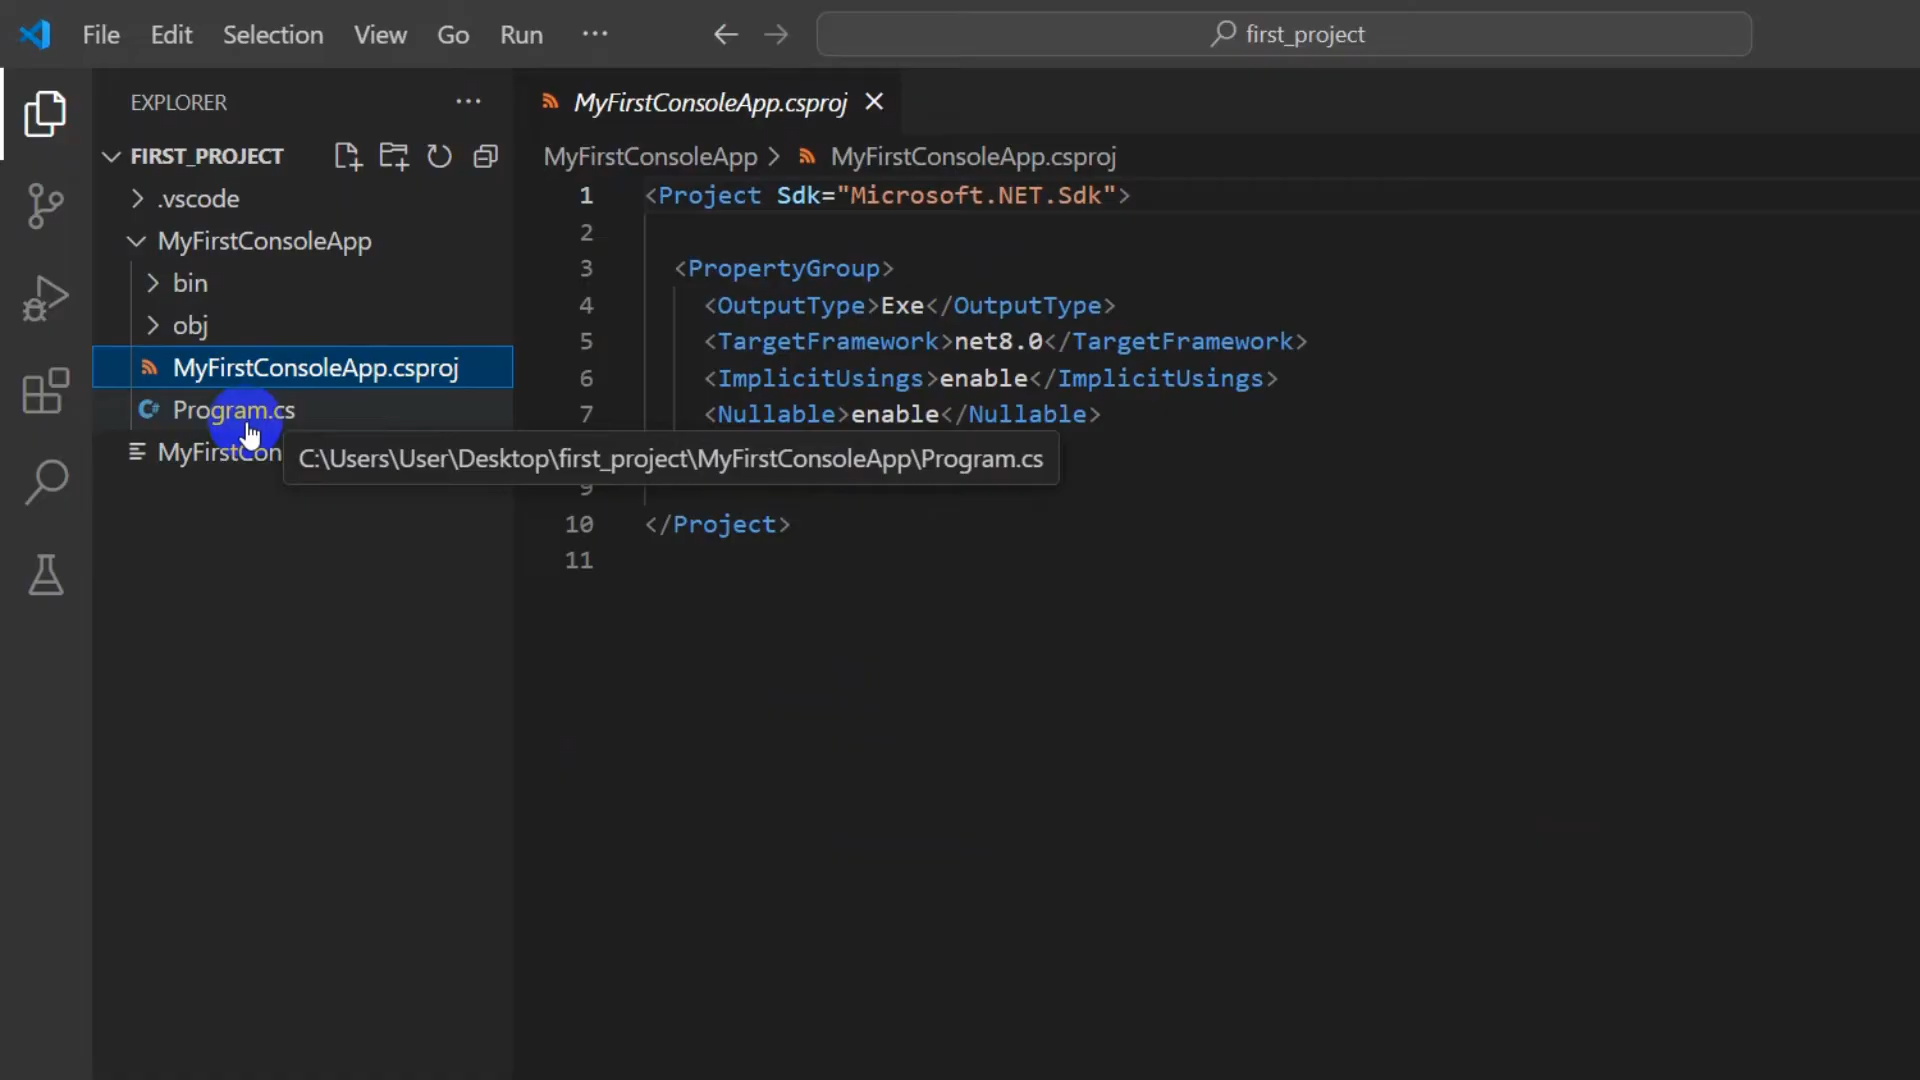 File Edit Selection View Go Run ···
first_project
EXPLORER ···
FIRST_PROJECT
.vscode
MyFirstConsoleApp
bin
obj
MyFirstConsoleApp.csproj
Program.cs
MyFirstCon
C:\Users\User\Desktop\first_project\MyFirstConsoleApp\Program.cs
MyFirstConsoleApp.csproj
MyFirstConsoleApp > MyFirstConsoleApp.csproj
1 <Project Sdk="Microsoft.NET.Sdk">
2
3 <PropertyGroup>
4 <OutputType>Exe</OutputType>
5 <TargetFramework>net8.0</TargetFramework>
6 <ImplicitUsings>enable</ImplicitUsings>
7 <Nullable>enable</Nullable>
9
10 </Project>
11